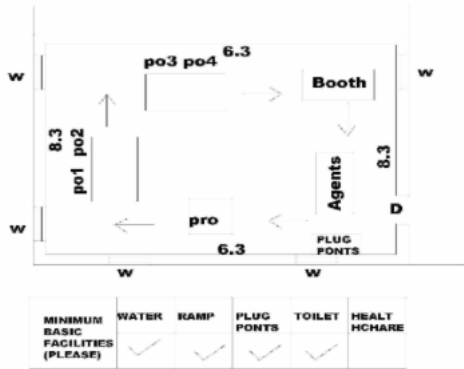 6.3
po3 po4
Booth
w
w
8.3
po1 po2
8.3
Agents
D
w
pro
PLUG
PONTS
6.3
w
w
MINIMUM
BASIC
FACILITIES
(PLEASE)
WATER
RAMP
PLUG
PONTS
TOILET
HEALT
HCHARE